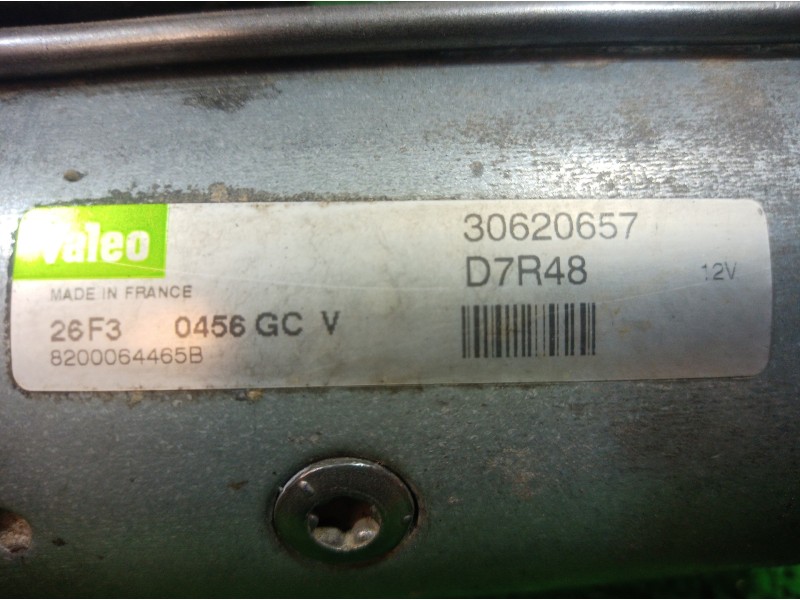 valeo
MADE IN FRANCE
26F3 0456 GC V
8200064465B
30620657
D7R48
12V